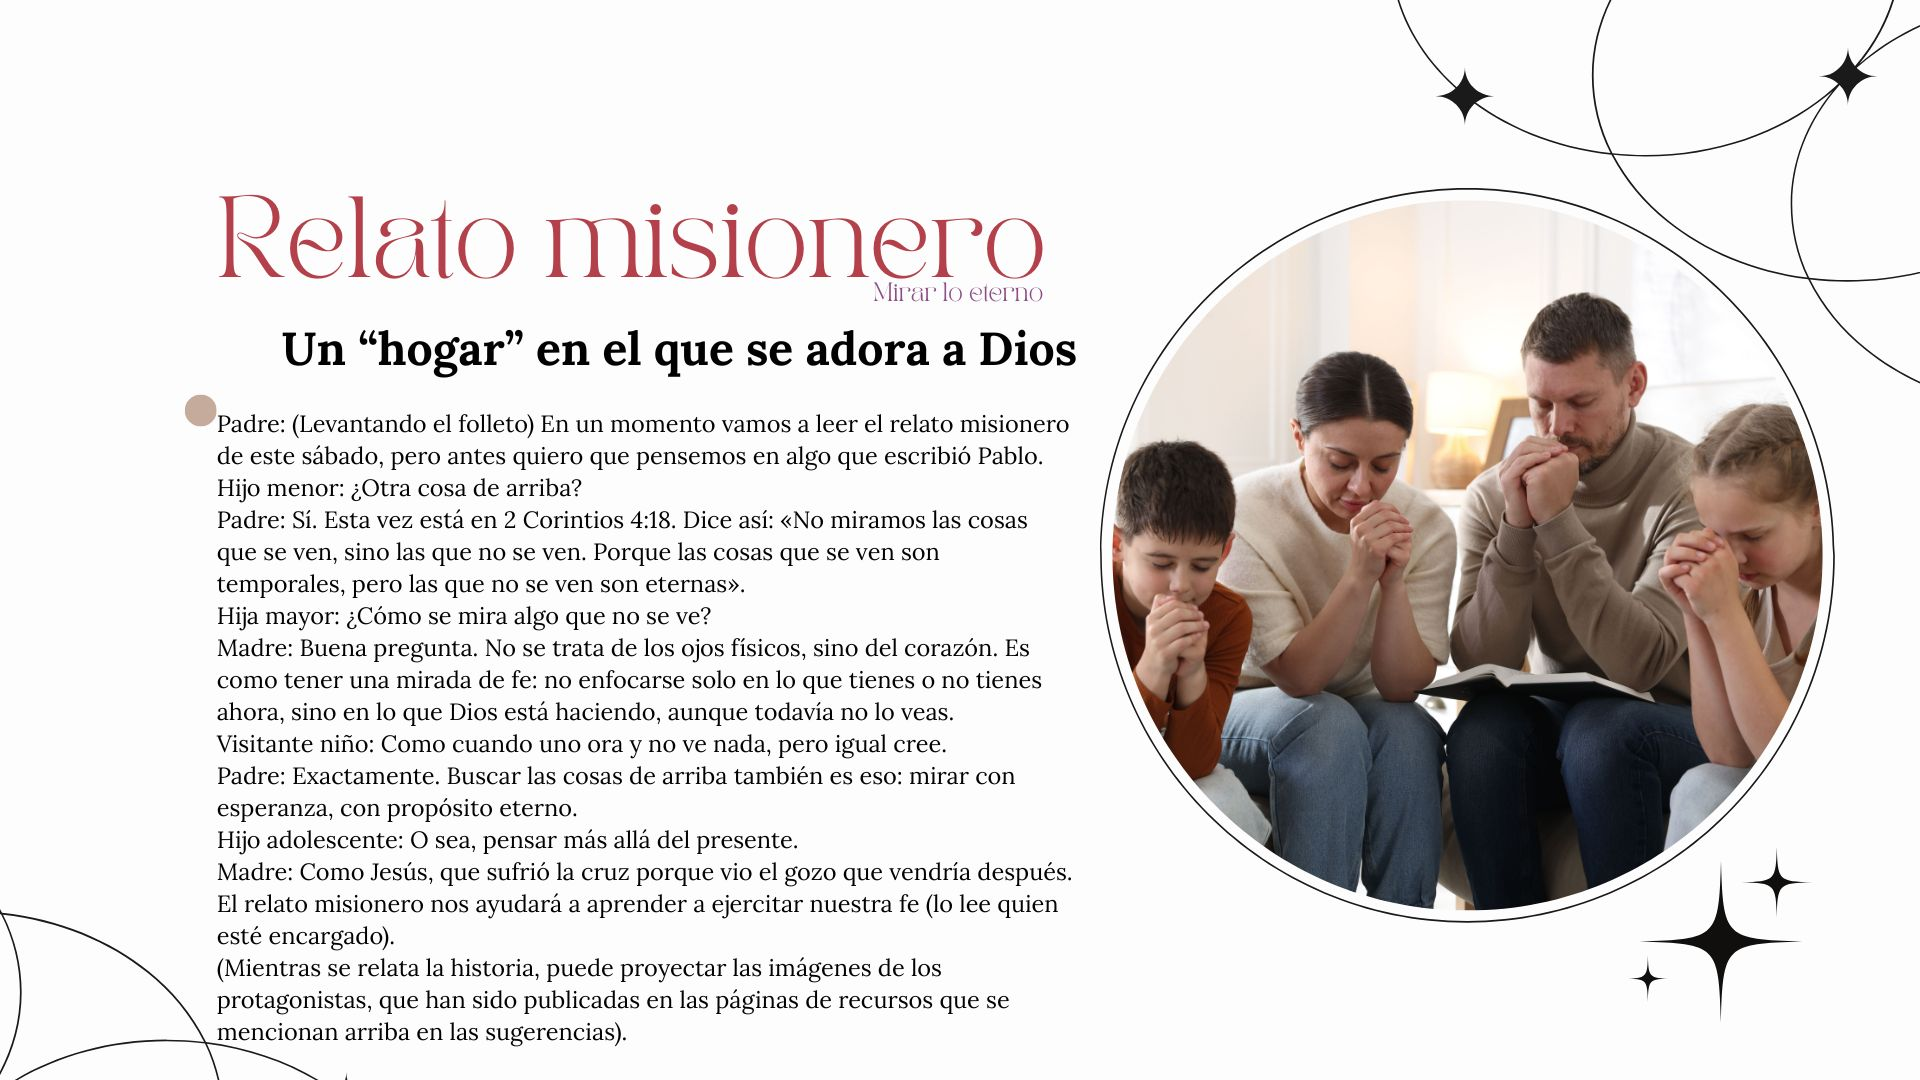 Relato misionero
Mirar lo eterno
Un “hogar” en el que se adora a Dios
Padre: (Levantando el folleto) En un momento vamos a leer el relato misionero
de este sábado, pero antes quiero que pensemos en algo que escribió Pablo.
Hijo menor: ¿Otra cosa de arriba?
Padre: Sí. Esta vez está en 2 Corintios 4:18. Dice así: «No miramos las cosas
que se ven, sino las que no se ven. Porque las cosas que se ven son
temporales, pero las que no se ven son eternas».
Hija mayor: ¿Cómo se mira algo que no se ve?
Madre: Buena pregunta. No se trata de los ojos físicos, sino del corazón. Es
como tener una mirada de fe: no enfocarse solo en lo que tienes o no tienes
ahora, sino en lo que Dios está haciendo, aunque todavía no lo veas.
Visitante niño: Como cuando uno ora y no ve nada, pero igual cree.
Padre: Exactamente. Buscar las cosas de arriba también es eso: mirar con
esperanza, con propósito eterno.
Hijo adolescente: O sea, pensar más allá del presente.
Madre: Como Jesús, que sufrió la cruz porque vio el gozo que vendría después.
El relato misionero nos ayudará a aprender a ejercitar nuestra fe (lo lee quien
esté encargado).
(Mientras se relata la historia, puede proyectar las imágenes de los
protagonistas, que han sido publicadas en las páginas de recursos que se
mencionan arriba en las sugerencias).